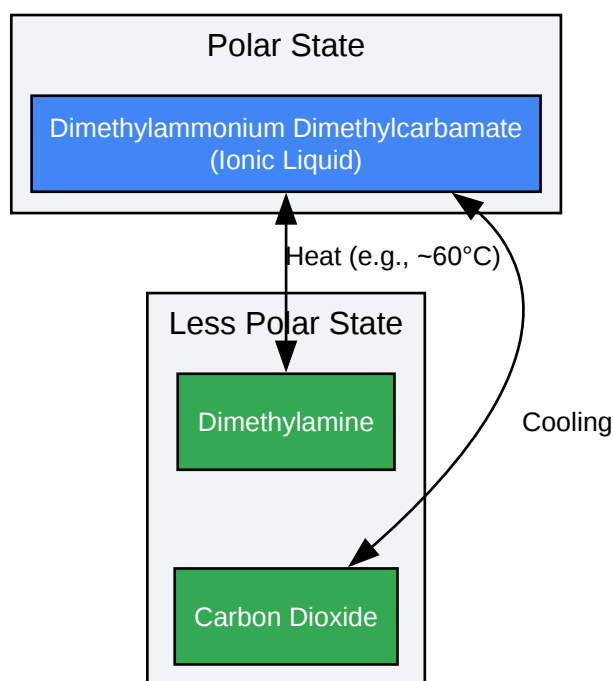 Polar State
Dimethylammonium Dimethylcarbamate
(Ionic Liquid)
Heat (e.g., ~60°C)
Less Polar State
Dimethylamine
Cooling
Carbon Dioxide